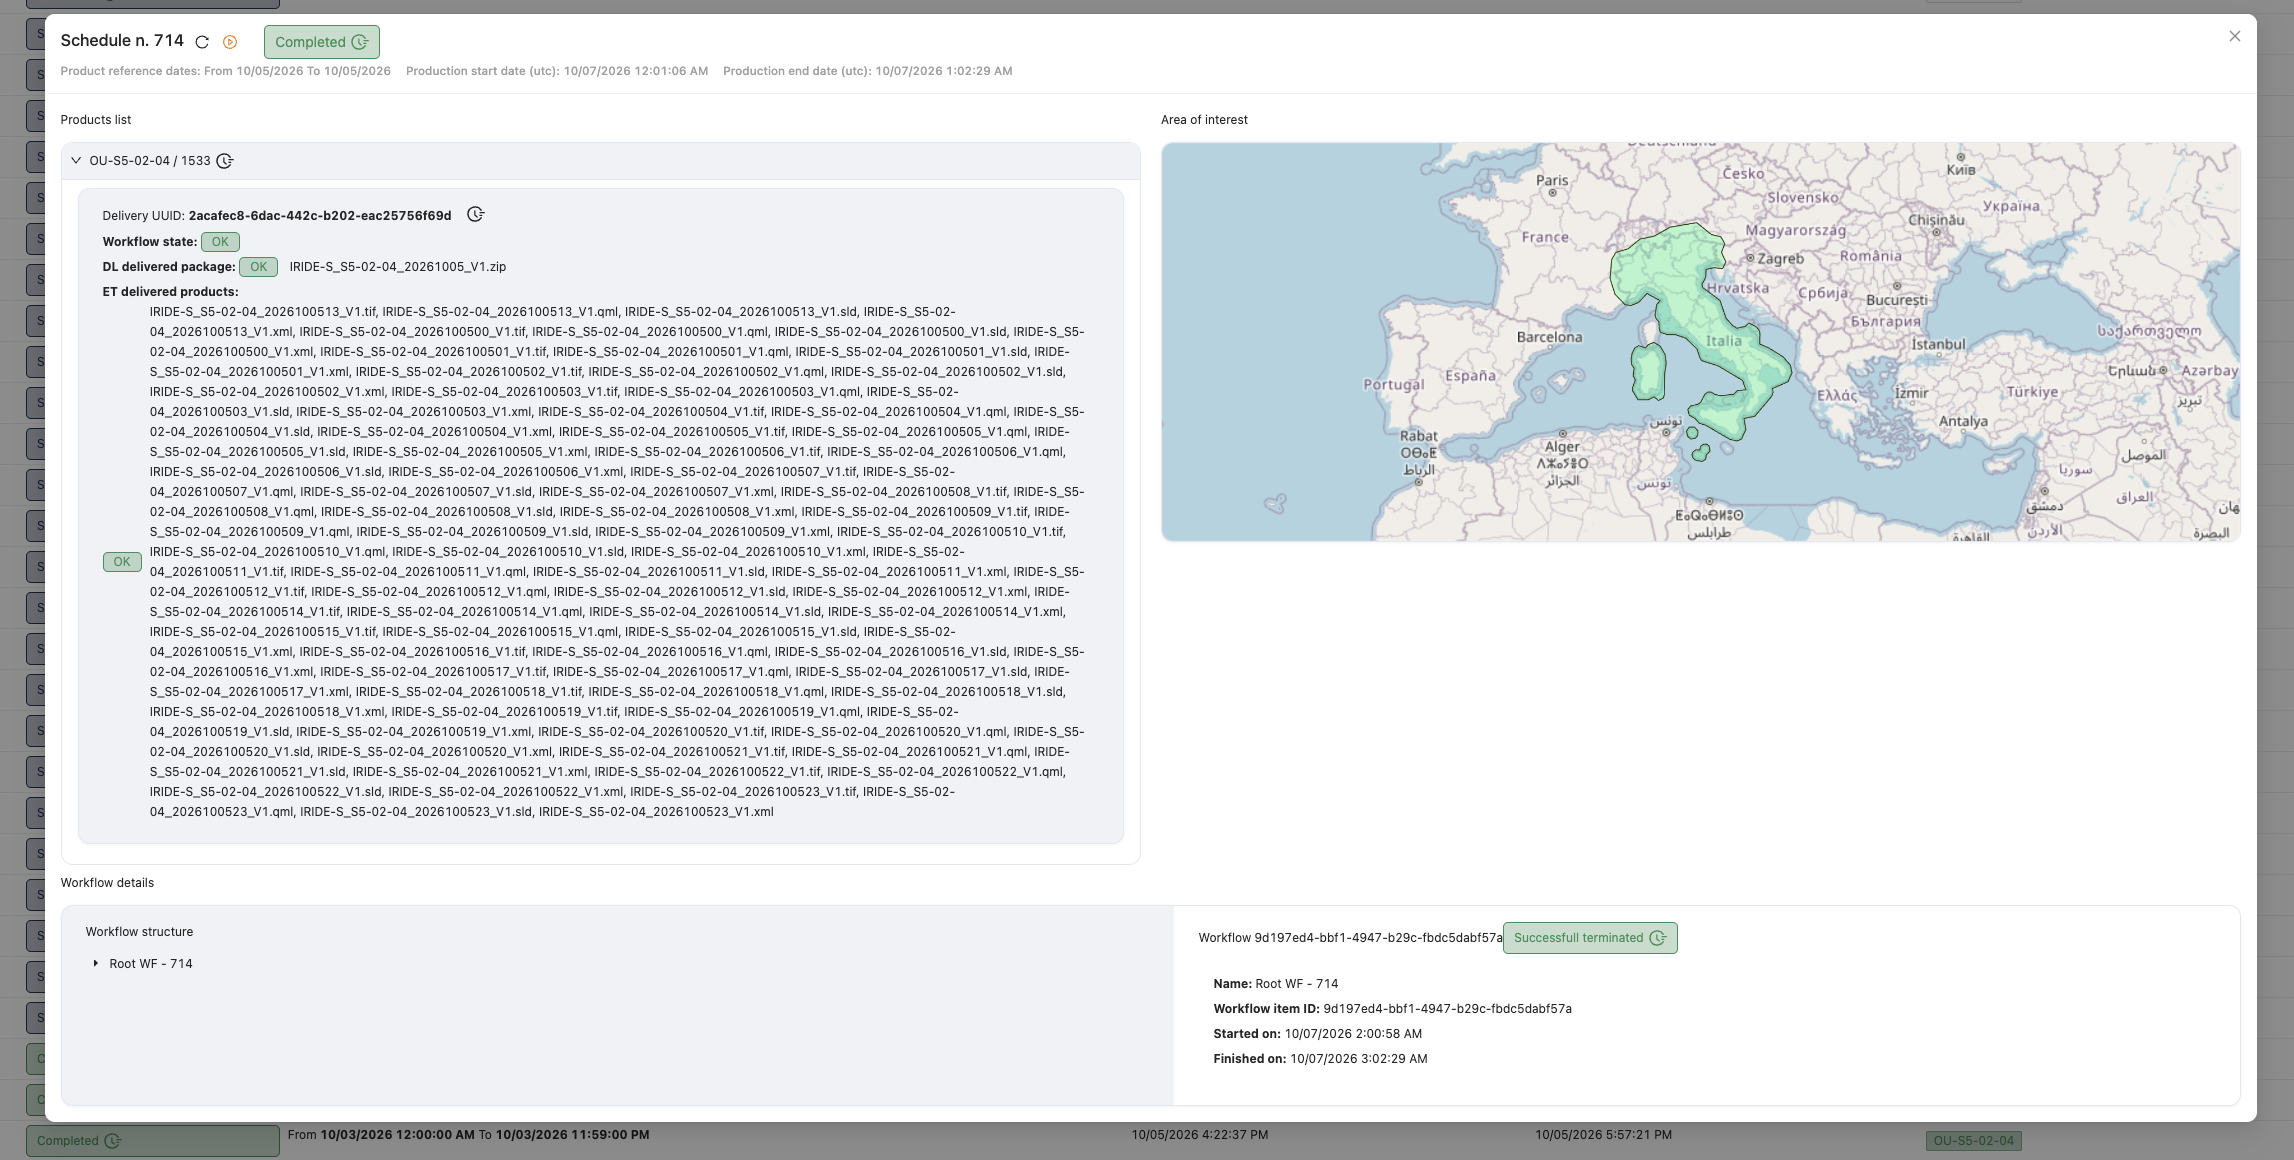 Schedule n. 714
Completed
Product reference dates: From 10/05/2026 To 10/05/2026 Production start date (utc): 10/07/2026 12:01:06 AM Production end date (utc): 10/07/2026 1:02:29 AM
Products list
OU-S5-02-04 / 1533
Delivery UUID: 2acafec8-6dac-442c-b202-eac25756f69d
Workflow state: OK
DL delivered package: OK IRIDE-S_S5-02-04_20261005_V1.zip
ET delivered products:
OK
IRIDE-S_S5-02-04_2026100513_V1.tif, IRIDE-S_S5-02-04_2026100513_V1.qml, IRIDE-S_S5-02-04_2026100513_V1.sld, IRIDE-S_S5-02-
04_2026100513_V1.xml, IRIDE-S_S5-02-04_2026100500_V1.tif, IRIDE-S_S5-02-04_2026100500_V1.qml, IRIDE-S_S5-02-04_2026100500_V1.sld, IRIDE-S_S5-
02-04_2026100500_V1.xml, IRIDE-S_S5-02-04_2026100501_V1.tif, IRIDE-S_S5-02-04_2026100501_V1.qml, IRIDE-S_S5-02-04_2026100501_V1.sld, IRIDE-
S_S5-02-04_2026100501_V1.xml, IRIDE-S_S5-02-04_2026100502_V1.tif, IRIDE-S_S5-02-04_2026100502_V1.qml, IRIDE-S_S5-02-04_2026100502_V1.sld,
IRIDE-S_S5-02-04_2026100502_V1.xml, IRIDE-S_S5-02-04_2026100503_V1.tif, IRIDE-S_S5-02-04_2026100503_V1.qml, IRIDE-S_S5-02-
04_2026100503_V1.sld, IRIDE-S_S5-02-04_2026100503_V1.xml, IRIDE-S_S5-02-04_2026100504_V1.tif, IRIDE-S_S5-02-04_2026100504_V1.qml, IRIDE-S_S5-
02-04_2026100504_V1.sld, IRIDE-S_S5-02-04_2026100504_V1.xml, IRIDE-S_S5-02-04_2026100505_V1.tif, IRIDE-S_S5-02-04_2026100505_V1.qml, IRIDE-
S_S5-02-04_2026100505_V1.sld, IRIDE-S_S5-02-04_2026100505_V1.xml, IRIDE-S_S5-02-04_2026100506_V1.tif, IRIDE-S_S5-02-04_2026100506_V1.qml,
IRIDE-S_S5-02-04_2026100506_V1.sld, IRIDE-S_S5-02-04_2026100506_V1.xml, IRIDE-S_S5-02-04_2026100507_V1.tif, IRIDE-S_S5-02-
04_2026100507_V1.qml, IRIDE-S_S5-02-04_2026100507_V1.sld, IRIDE-S_S5-02-04_2026100507_V1.xml, IRIDE-S_S5-02-04_2026100508_V1.tif, IRIDE-S_S5-
02-04_2026100508_V1.qml, IRIDE-S_S5-02-04_2026100508_V1.sld, IRIDE-S_S5-02-04_2026100508_V1.xml, IRIDE-S_S5-02-04_2026100509_V1.tif, IRIDE-
S_S5-02-04_2026100509_V1.qml, IRIDE-S_S5-02-04_2026100509_V1.sld, IRIDE-S_S5-02-04_2026100509_V1.xml, IRIDE-S_S5-02-04_2026100510_V1.tif,
IRIDE-S_S5-02-04_2026100510_V1.qml, IRIDE-S_S5-02-04_2026100510_V1.sld, IRIDE-S_S5-02-04_2026100510_V1.xml, IRIDE-S_S5-02-
04_2026100511_V1.tif, IRIDE-S_S5-02-04_2026100511_V1.qml, IRIDE-S_S5-02-04_2026100511_V1.sld, IRIDE-S_S5-02-04_2026100511_V1.xml, IRIDE-S_S5-
02-04_2026100512_V1.tif, IRIDE-S_S5-02-04_2026100512_V1.qml, IRIDE-S_S5-02-04_2026100512_V1.sld, IRIDE-S_S5-02-04_2026100512_V1.xml, IRIDE-
S_S5-02-04_2026100514_V1.tif, IRIDE-S_S5-02-04_2026100514_V1.qml, IRIDE-S_S5-02-04_2026100514_V1.sld, IRIDE-S_S5-02-04_2026100514_V1.xml,
IRIDE-S_S5-02-04_2026100515_V1.tif, IRIDE-S_S5-02-04_2026100515_V1.qml, IRIDE-S_S5-02-04_2026100515_V1.sld, IRIDE-S_S5-02-
04_2026100515_V1.xml, IRIDE-S_S5-02-04_2026100516_V1.tif, IRIDE-S_S5-02-04_2026100516_V1.qml, IRIDE-S_S5-02-04_2026100516_V1.sld, IRIDE-S_S5-
02-04_2026100516_V1.xml, IRIDE-S_S5-02-04_2026100517_V1.tif, IRIDE-S_S5-02-04_2026100517_V1.qml, IRIDE-S_S5-02-04_2026100517_V1.sld, IRIDE-
S_S5-02-04_2026100517_V1.xml, IRIDE-S_S5-02-04_2026100518_V1.tif, IRIDE-S_S5-02-04_2026100518_V1.qml, IRIDE-S_S5-02-04_2026100518_V1.sld,
IRIDE-S_S5-02-04_2026100518_V1.xml, IRIDE-S_S5-02-04_2026100519_V1.tif, IRIDE-S_S5-02-04_2026100519_V1.qml, IRIDE-S_S5-02-
04_2026100519_V1.sld, IRIDE-S_S5-02-04_2026100519_V1.xml, IRIDE-S_S5-02-04_2026100520_V1.tif, IRIDE-S_S5-02-04_2026100520_V1.qml, IRIDE-S_S5-
02-04_2026100520_V1.sld, IRIDE-S_S5-02-04_2026100520_V1.xml, IRIDE-S_S5-02-04_2026100521_V1.tif, IRIDE-S_S5-02-04_2026100521_V1.qml, IRIDE-
S_S5-02-04_2026100521_V1.sld, IRIDE-S_S5-02-04_2026100521_V1.xml, IRIDE-S_S5-02-04_2026100522_V1.tif, IRIDE-S_S5-02-04_2026100522_V1.qml,
IRIDE-S_S5-02-04_2026100522_V1.sld, IRIDE-S_S5-02-04_2026100522_V1.xml, IRIDE-S_S5-02-04_2026100523_V1.tif, IRIDE-S_S5-02-
04_2026100523_V1.qml, IRIDE-S_S5-02-04_2026100523_V1.sld, IRIDE-S_S5-02-04_2026100523_V1.xml
Area of interest
Deutschland
Paris
Česko
Київ
Slovensko
Україна
Chișinău
France
Magyarország
Zagreb
România
Hrvatska
Србија
București
България
Barcelona
Italia
İstanbul
საქართველო
Portugal
España
Ελλάς
İzmir
Türkiye
Azərbay
تبریز
Antalya
تونس
Rabat
الرباط
Alger
الجزائر
تونس
الموصل
سوريا
العراق
دمشق
طرابلس
القاهرة
الأردن
البصرة
Workflow details
Workflow structure
Root WF - 714
Workflow 9d197ed4-bbf1-4947-b29c-fbdc5dabf57a Successfull terminated
Name: Root WF - 714
Workflow item ID: 9d197ed4-bbf1-4947-b29c-fbdc5dabf57a
Started on: 10/07/2026 2:00:58 AM
Finished on: 10/07/2026 3:02:29 AM
Completed From 10/03/2026 12:00:00 AM To 10/03/2026 11:59:00 PM 10/05/2026 4:22:37 PM 10/05/2026 5:57:21 PM OU-S5-02-04